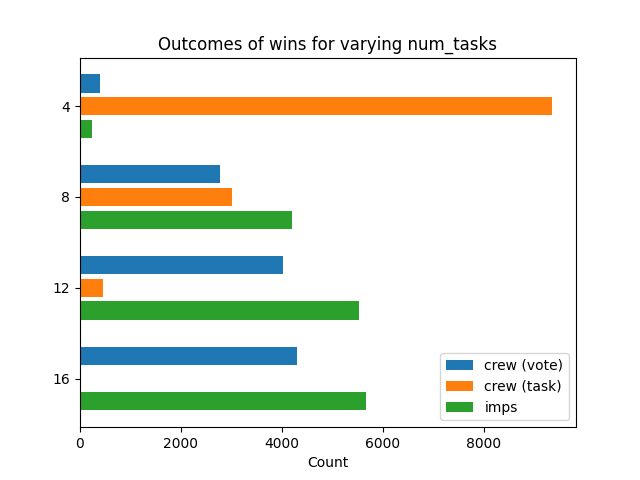 Outcomes of wins for varying num_tasks
4
8
12
16
0 2000 4000 6000 8000
Count
crew (vote)
crew (task)
imps